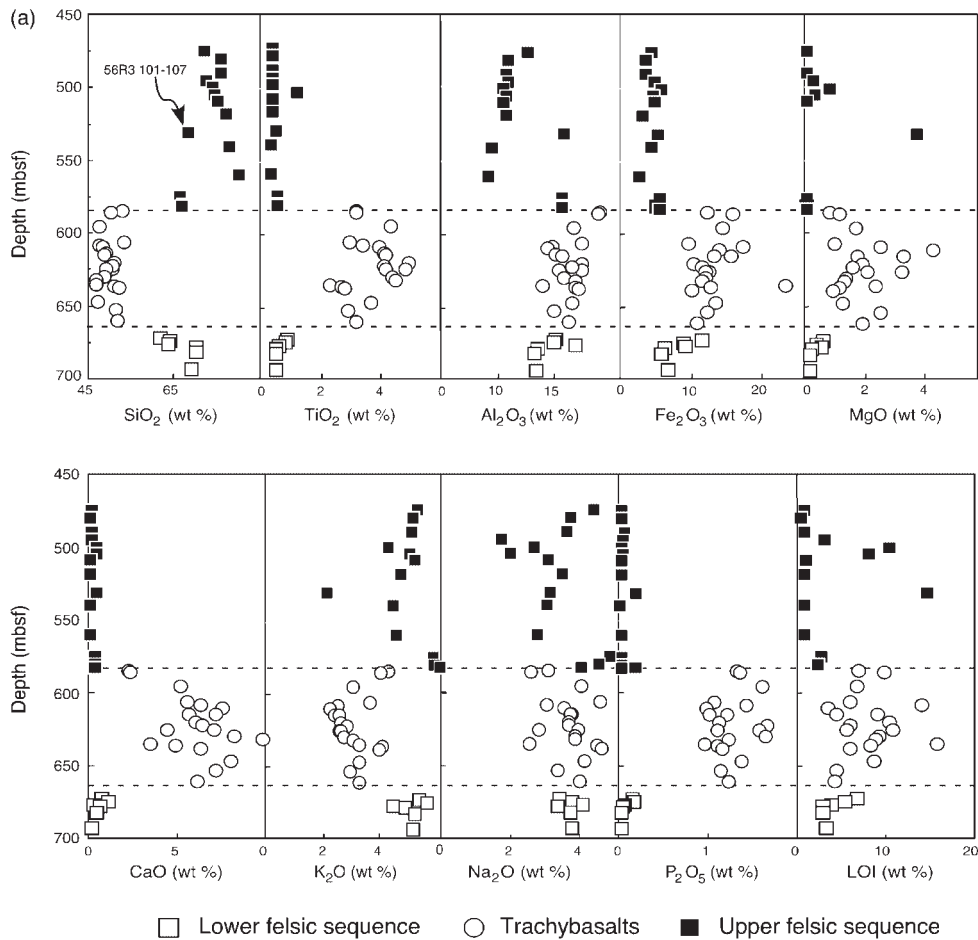 (a)
450
500
550
595
650
700
Depth (mbsf)
56R3 101-107
45 65 0 2 4 10 15 0 10 20 0 2 4 6
SiO2 (wt %) TiO2 (wt %) Al2O3 (wt %) Fe2O3 (wt %) MgO (wt %)
450
500
550
595
650
700
Depth (mbsf)
0 5 0 2 4 0 2 4 0 1 0 10 20
CaO (wt %) K2O (wt %) Na2O (wt %) P2O5 (wt %) LOI (wt %)
Lower felsic sequence Trachybasalts Upper felsic sequence